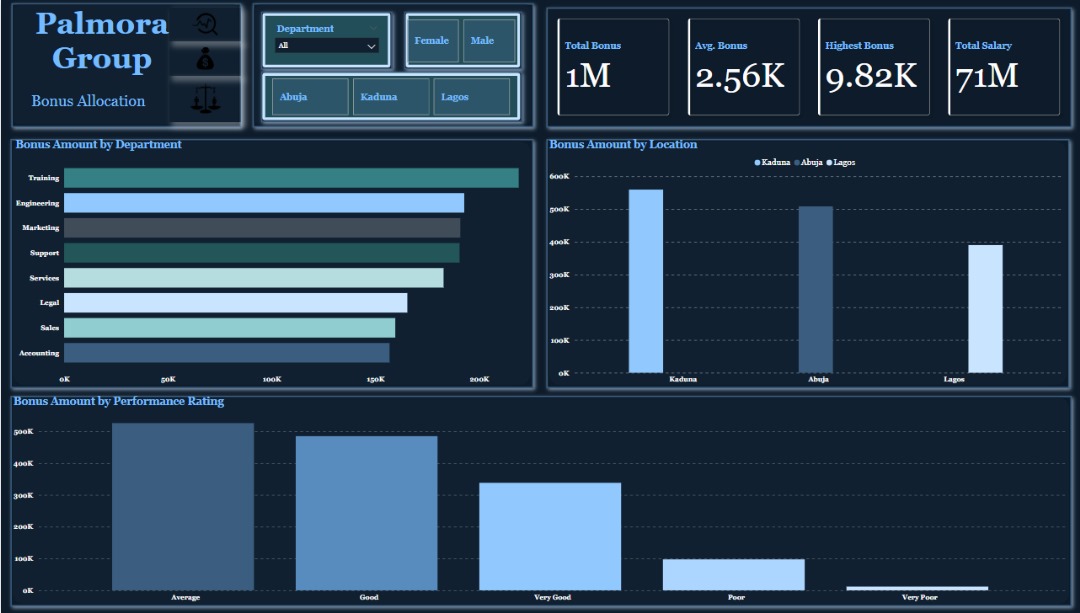 Palmora
Group
Bonus Allocation
Department
All
Female
Male
Abuja
Kaduna
Lagos
Total Bonus
1M
Avg. Bonus
2.56K
Highest Bonus
9.82K
Total Salary
71M
Bonus Amount by Department
Training
Engineering
Marketing
Support
Services
Legal
Sales
Accounting
0K 50K 100K 150K 200K
Bonus Amount by Location
Kaduna Abuja Lagos
600K
500K
400K
300K
200K
100K
0K
Kaduna Abuja Lagos
Bonus Amount by Performance Rating
500K
400K
300K
200K
100K
0K
Average Good Very Good Poor Very Poor